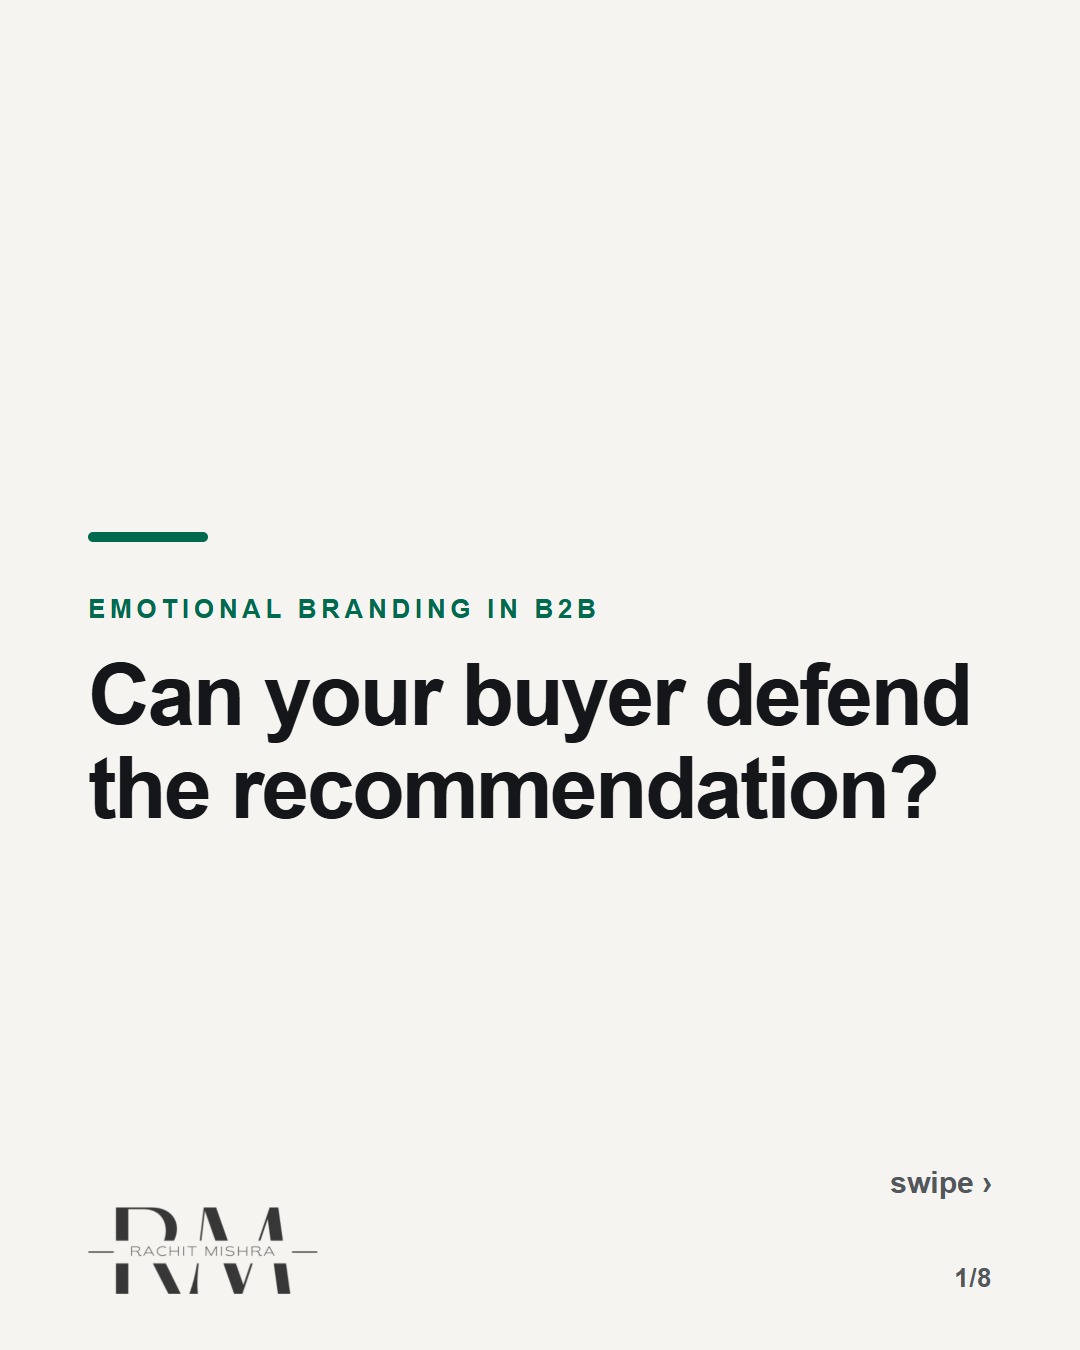 EMOTIONAL BRANDING IN B2B
Can your buyer defend
the recommendation?
swipe ›
RM
RACHIT MISHRA
1/8